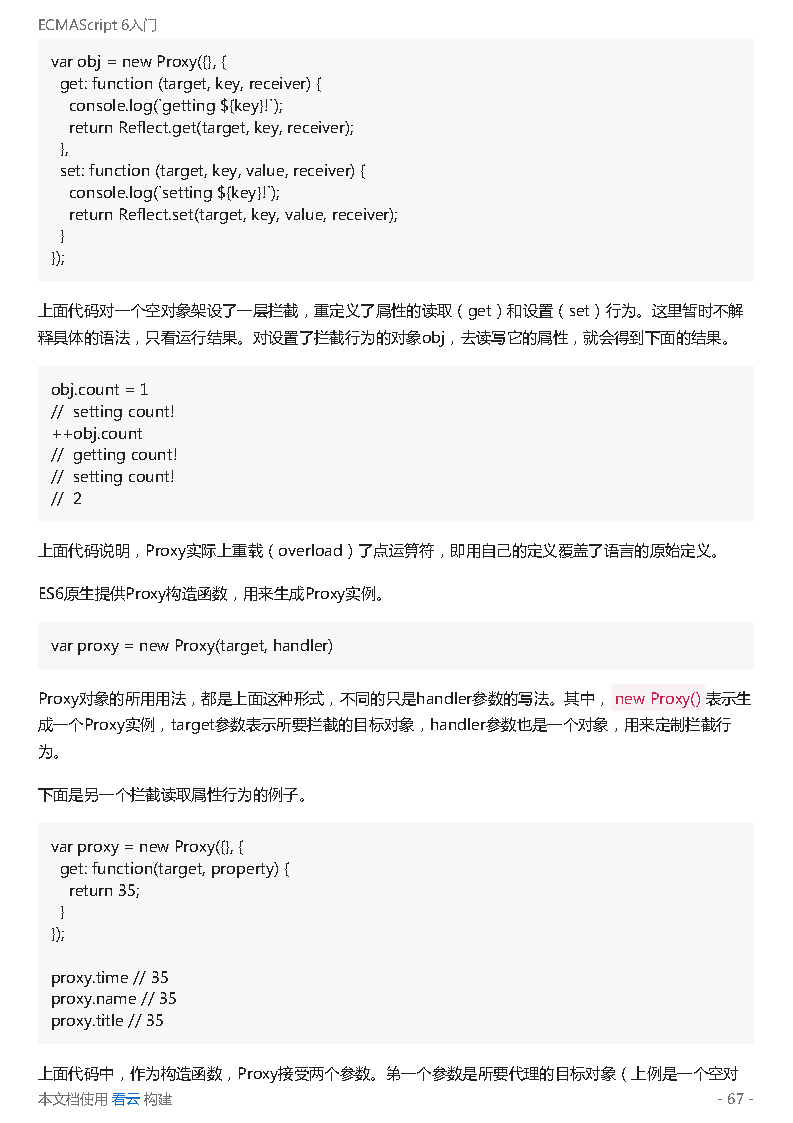 ECMAScript 6入门
var obj = new Proxy({}, {
  get: function (target, key, receiver) {
    console.log(`getting ${key}!`);
    return Reflect.get(target, key, receiver);
  },
  set: function (target, key, value, receiver) {
    console.log(`setting ${key}!`);
    return Reflect.set(target, key, value, receiver);
  }
});
上面代码对一个空对象架设了一层拦截，重定义了属性的读取（get）和设置（set）行为。这里暂时不解
释具体的语法，只看运行结果。对设置了拦截行为的对象obj，去读写它的属性，就会得到下面的结果。
obj.count = 1
//  setting count!
++obj.count
//  getting count!
//  setting count!
//  2
上面代码说明，Proxy实际上重载（overload）了点运算符，即用自己的定义覆盖了语言的原始定义。
ES6原生提供Proxy构造函数，用来生成Proxy实例。
var proxy = new Proxy(target, handler)
Proxy对象的所用用法，都是上面这种形式，不同的只是handler参数的写法。其中，new Proxy()表示生
成一个Proxy实例，target参数表示所要拦截的目标对象，handler参数也是一个对象，用来定制拦截行
为。
下面是另一个拦截读取属性行为的例子。
var proxy = new Proxy({}, {
  get: function(target, property) {
    return 35;
  }
});
proxy.time // 35
proxy.name // 35
proxy.title // 35
上面代码中，作为构造函数，Proxy接受两个参数。第一个参数是所要代理的目标对象（上例是一个空对
本文档使用 看云 构建
- 67 -